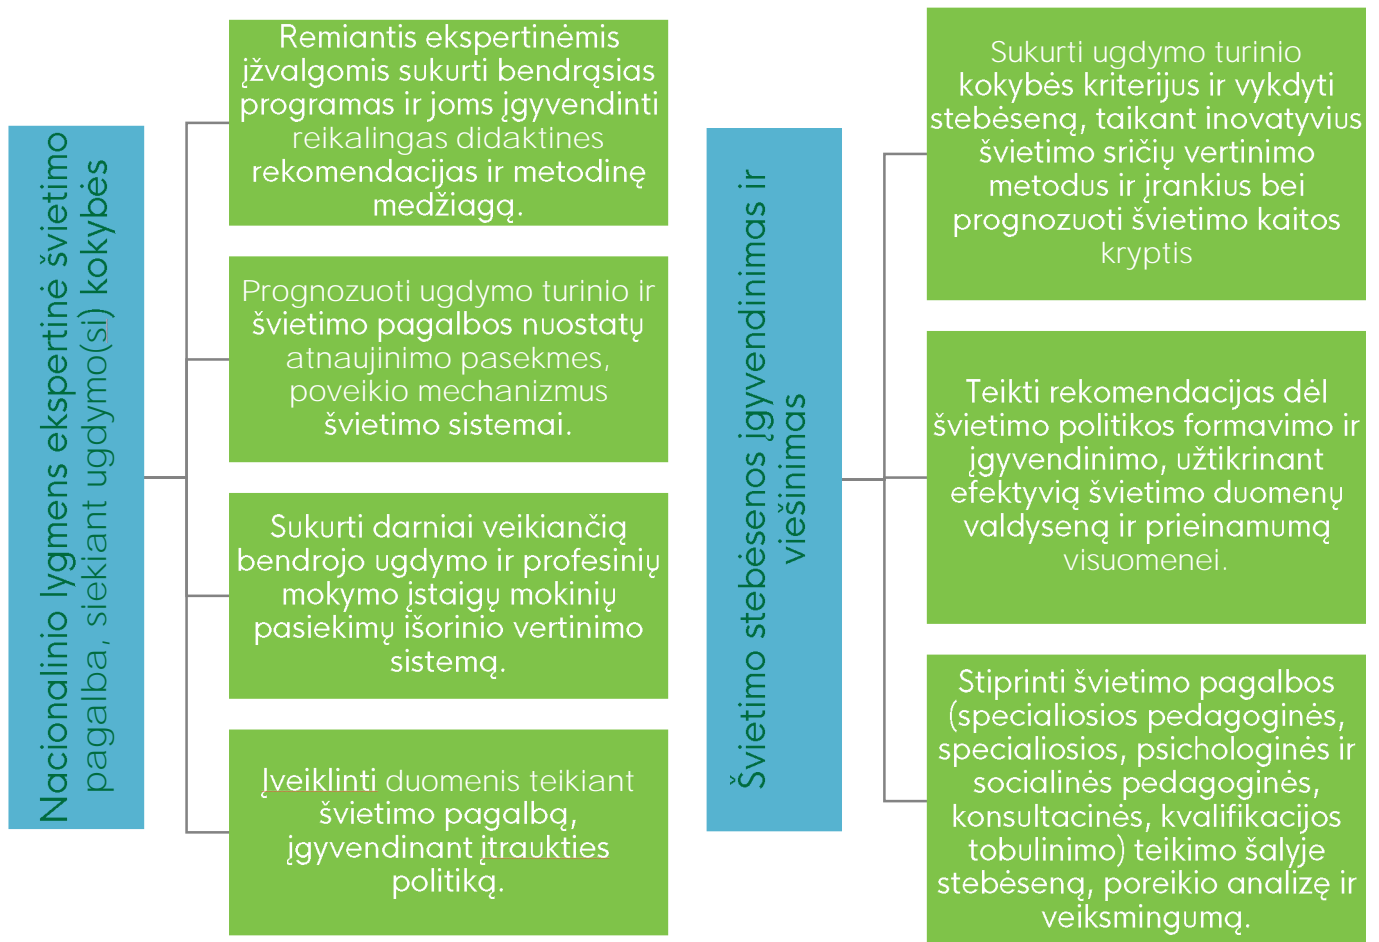 Nacionalinio lygmens ekspertinė švietimo
pagalba, siekiant ugdymo(si) kokybės
Remiantis ekspertinėmis
įžvalgomis sukurti bendrąsias
programas ir joms įgyvendinti
reikalingas didaktines
rekomendacijas ir metodinę
medžiagą.
Prognozuoti ugdymo turinio ir
švietimo pagalbos nuostatų
atnaujinimo pasekmes,
poveikio mechanizmus
švietimo sistemai.
Sukurti darniai veikiančią
bendrojo ugdymo ir profesinių
mokymo įstaigų mokinių
pasiekimų išorinio vertinimo
sistemą.
Įveiklinti duomenis teikiant
švietimo pagalbą,
įgyvendinant įtraukties
politiką.
Švietimo stebėsenos įgyvendinimas ir
viešinimas
Sukurti ugdymo turinio
kokybės kriterijus ir vykdyti
stebėseną, taikant inovatyvius
švietimo sričių vertinimo
metodus ir įrankius bei
prognozuoti švietimo kaitos
kryptis
Teikti rekomendacijas dėl
švietimo politikos formavimo ir
įgyvendinimo, užtikrinant
efektyvią švietimo duomenų
valdyseną ir prieinamumą
visuomenei.
Stiprinti švietimo pagalbos
(specialiosios pedagoginės,
specialiosios, psichologinės ir
socialinės pedagoginės,
konsultacinės, kvalifikacijos
tobulinimo) teikimo šalyje
stebėseną, poreikio analizę ir
veiksmingumą.